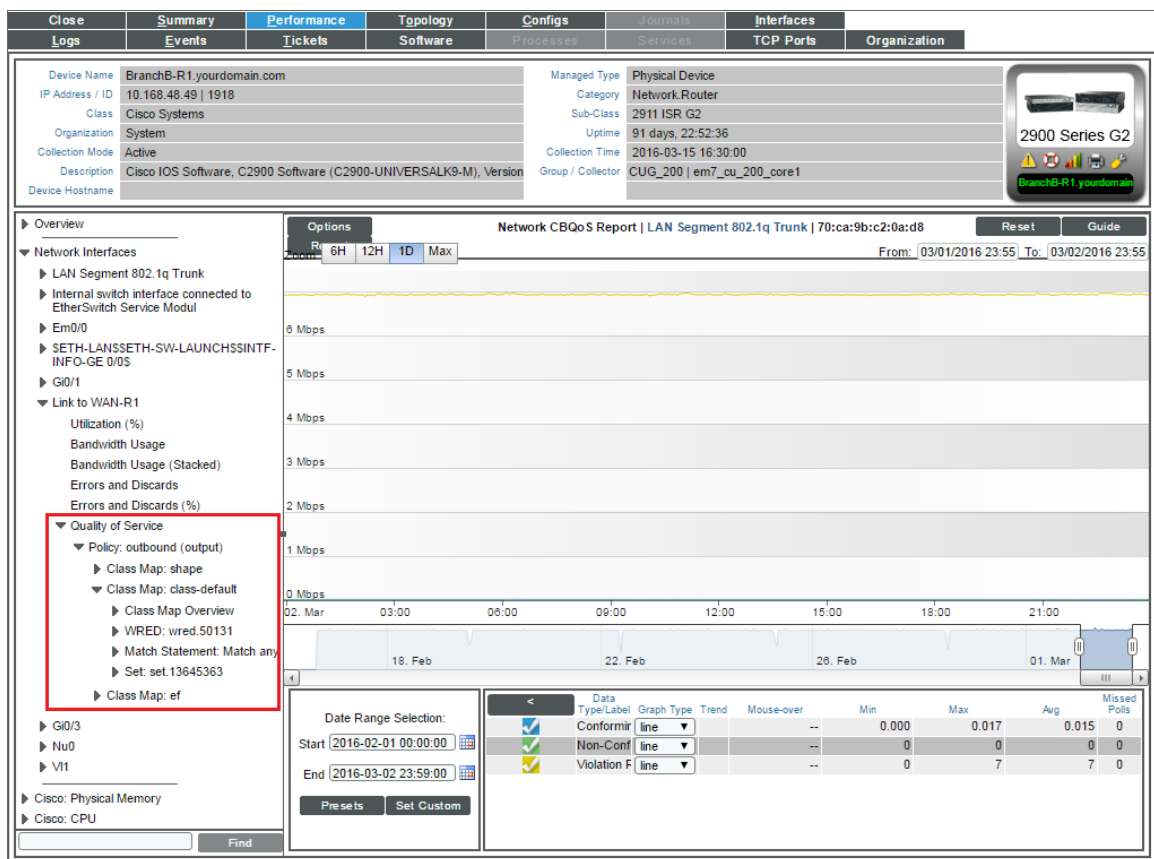 Close Summary Performance Topology Configs Journals Interfaces
Logs Events Tickets Software Processes Services TCP Ports Organization
Device Name BranchB-R1.yourdomain.com Managed Type Physical Device
IP Address / ID 10.168.48.49 | 1918 Category Network.Router
Class Cisco Systems Sub-Class 2911 ISR G2
Organization System Uptime 91 days, 22:52:36
Collection Mode Active Collection Time 2016-03-15 16:30:00
Description Cisco IOS Software, C2900 Software (C2900-UNIVERSALK9-M), Version Group / Collector CUG_200 | em7_cu_200_core1
Device Hostname
2900 Series G2
BranchB-R1.yourdomain
Overview
Network Interfaces
LAN Segment 802.1q Trunk
Internal switch interface connected to
EtherSwitch Service Modul
Em0/0
$ETH-LAN$$ETH-SW-LAUNCH$$INTF-
INFO-GE 0/0$
Gi0/1
Link to WAN-R1
Utilization (%)
Bandwidth Usage
Bandwidth Usage (Stacked)
Errors and Discards
Errors and Discards (%)
Quality of Service
Policy: outbound (output)
Class Map: shape
Class Map: class-default
Class Map Overview
WRED: wred.50131
Match Statement: Match any
Set: set.13645363
Class Map: ef
Gi0/3
Nu0
Vl1
Cisco: Physical Memory
Cisco: CPU
Find
Options Network CBQoS Report | LAN Segment 802.1q Trunk | 70:ca:9b:c2:0a:d8 Reset Guide
Zoom 6H 12H 1D Max From: 03/01/2016 23:55 To: 03/02/2016 23:55
6 Mbps
5 Mbps
4 Mbps
3 Mbps
2 Mbps
1 Mbps
0 Mbps
02. Mar 03:00 06:00 09:00 12:00 15:00 18:00 21:00
18. Feb 22. Feb 26. Feb 01. Mar
Date Range Selection:
Start 2016-02-01 00:00:00
End 2016-03-02 23:59:00
Presets Set Custom
< Data Type/Label Graph Type Trend Mouse-over Min Max Avg Missed Polls
Conformin line -- 0.000 0.017 0.015 0
Non-Conf line -- 0 0 0 0
Violation F line -- 0 7 7 0